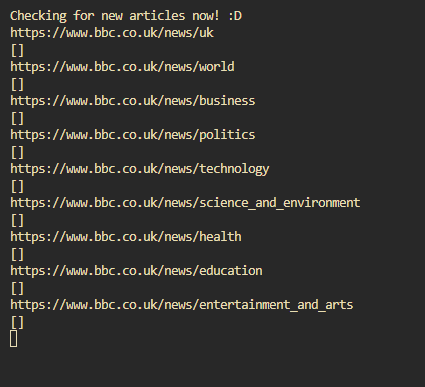 Checking for new articles now! :D
https://www.bbc.co.uk/news/uk
[]
https://www.bbc.co.uk/news/world
[]
https://www.bbc.co.uk/news/business
[]
https://www.bbc.co.uk/news/politics
[]
https://www.bbc.co.uk/news/technology
[]
https://www.bbc.co.uk/news/science_and_environment
[]
https://www.bbc.co.uk/news/health
[]
https://www.bbc.co.uk/news/education
[]
https://www.bbc.co.uk/news/entertainment_and_arts
[]